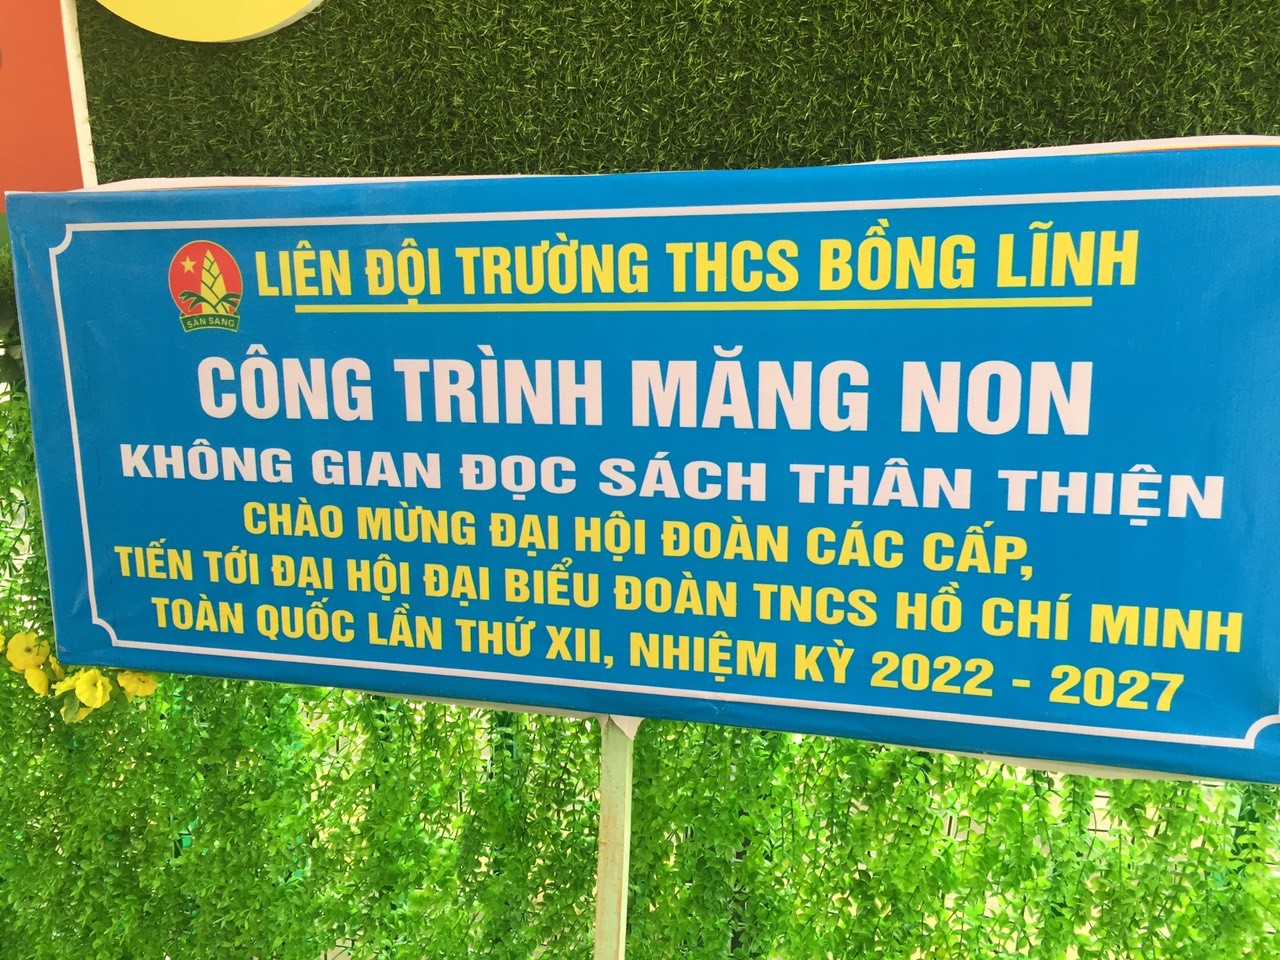 LIÊN ĐỘI TRƯỜNG THCS BỒNG LĨNH
SẴN SÀNG
CÔNG TRÌNH MĂNG NON
KHÔNG GIAN ĐỌC SÁCH THÂN THIỆN
CHÀO MỪNG ĐẠI HỘI ĐOÀN CÁC CẤP,
TIẾN TỚI ĐẠI HỘI ĐẠI BIỂU ĐOÀN TNCS HỒ CHÍ MINH
TOÀN QUỐC LẦN THỨ XII, NHIỆM KỲ 2022 - 2027